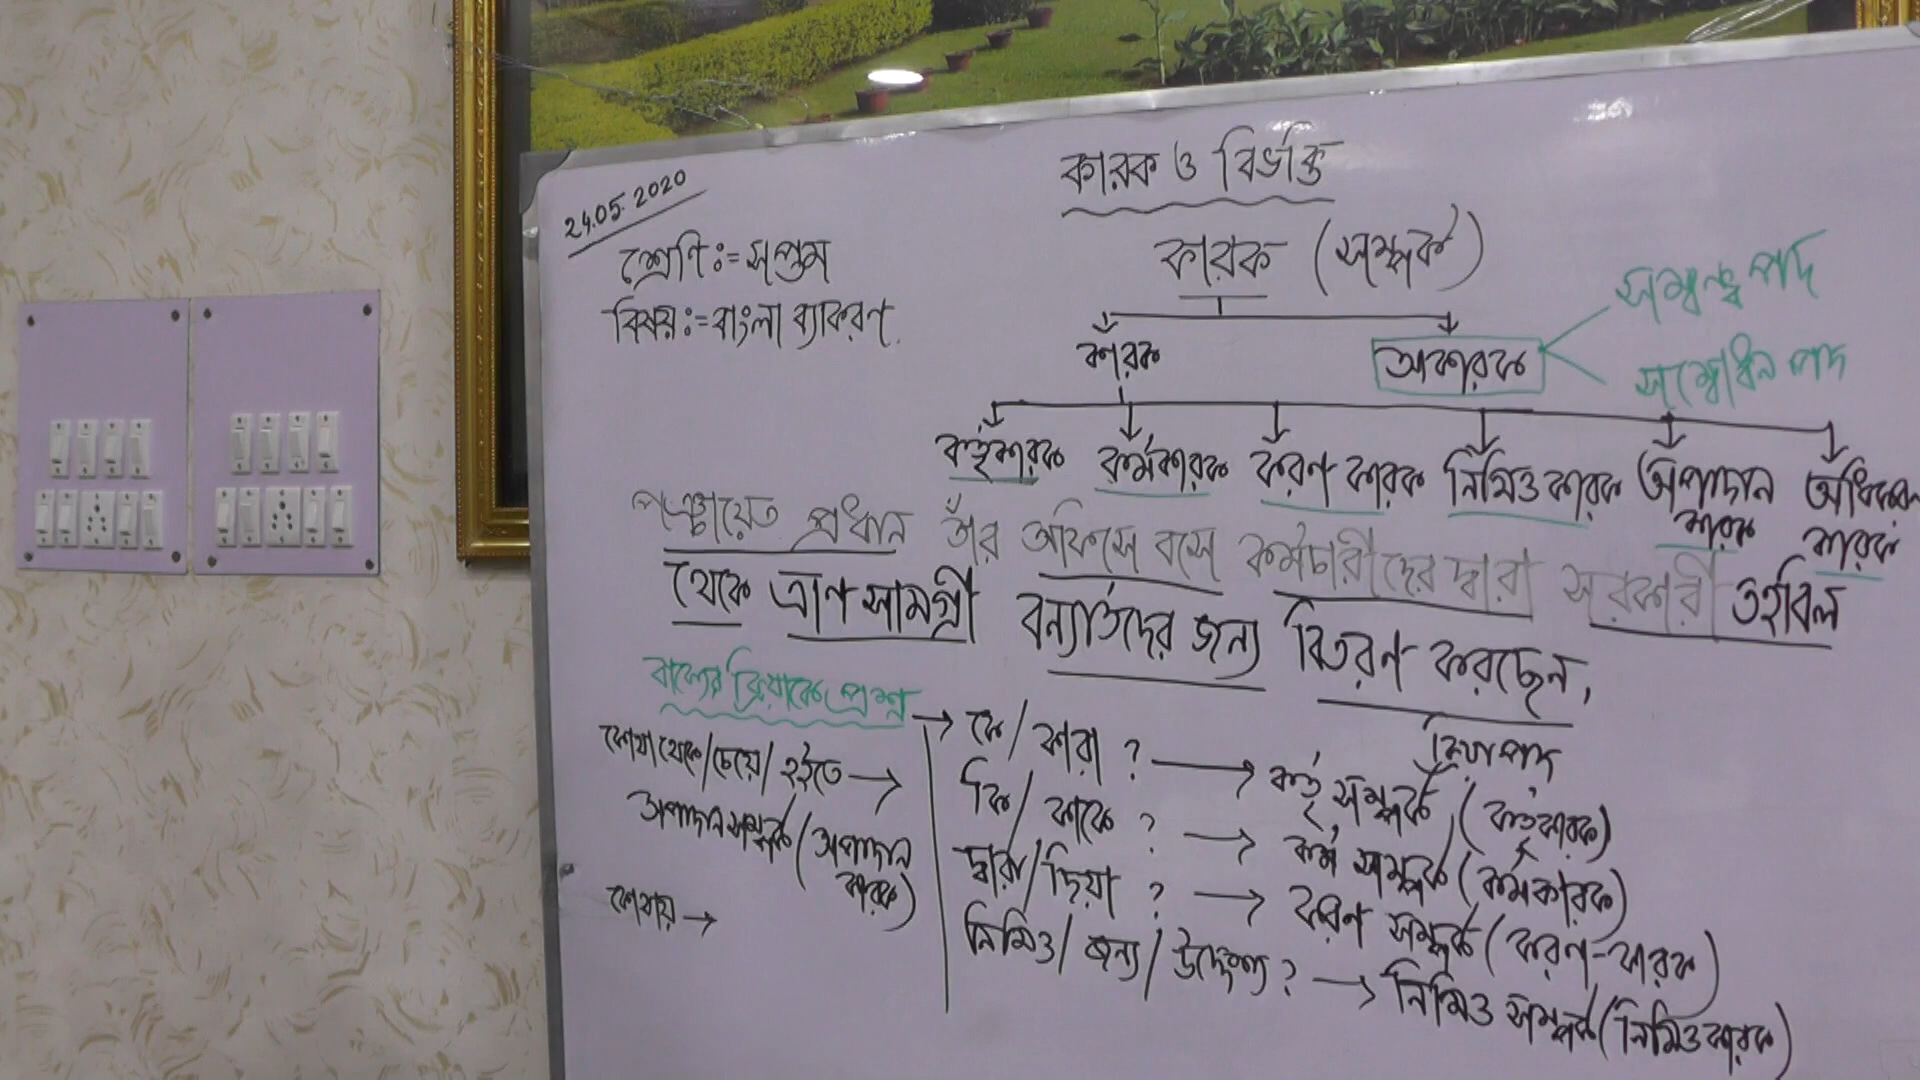 24.05.2020
কারক ও বিভক্তি
শ্রেণি ঃ= সপ্তম
কারক (সম্পর্ক)
বিষয় ঃ= বাংলা ব্যাকরণ
সম্বন্ধ পদ
কারক
অকারক
সম্বোধন পদ
কর্তৃকারক কর্মকারক করণ কারক নিমিত্ত কারক অপাদান কারক অধিকরণ কারক
পঞ্চায়েত প্রধান তাঁর অফিসে বসে কর্মচারীদের দ্বারা সরকারী তহবিল
থেকে ত্রাণ সামগ্রী বন্যার্তদের জন্য বিতরণ করছেন,
ক্রিয়াপদ
বাক্যের ক্রিয়াকে প্রশ্ন → কে/ কারা ? → কর্তৃ সম্পর্ক (কর্তৃকারক)
কি/ কাকে ? → কর্ম সম্পর্ক (কর্মকারক)
দ্বারা/দিয়া ? → করণ সম্পর্ক (করণ-কারক)
নিমিত্ত/ জন্য/ উদ্দেশ্য ? → নিমিত্ত সম্পর্ক (নিমিত্ত কারক)
কোথা থেকে/চেয়ে/ হইতে →
অপাদান সম্পর্ক (অপাদান
কারক)
কোথায় →